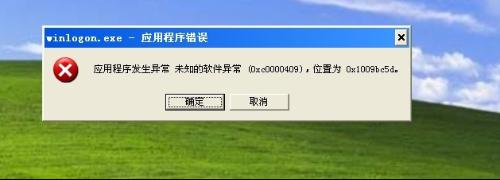 winlogon.exe - 应用程序错误
应用程序发生异常 未知的软件异常 (0xc0000409)，位置为 0x1009bc5d。
确定 取消